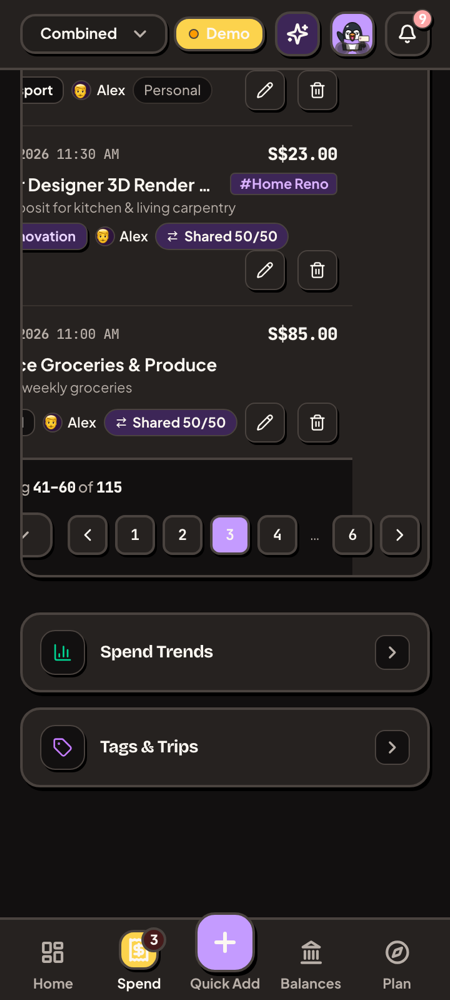 Combined
Demo
9
port Alex Personal
2026 11:30 AM S$23.00
r Designer 3D Render ... #Home Reno
posit for kitchen & living carpentry
novation Alex Shared 50/50
2026 11:00 AM S$85.00
ce Groceries & Produce
weekly groceries
Alex Shared 50/50
g 41–60 of 115
1 2 3 4 ... 6
Spend Trends
Tags & Trips
3
Home Spend Quick Add Balances Plan